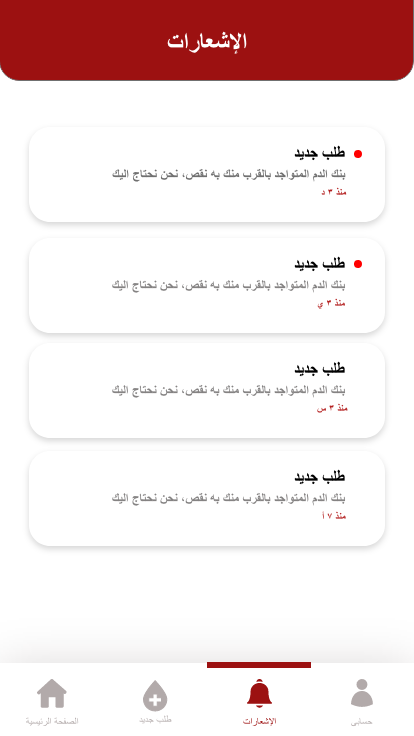 الإشعارات
طلب جديد
بنك الدم المتواجد بالقرب منك به نقص، نحن نحتاج اليك
منذ ٣ د
طلب جديد
بنك الدم المتواجد بالقرب منك به نقص، نحن نحتاج اليك
منذ ٣ ي
طلب جديد
بنك الدم المتواجد بالقرب منك به نقص، نحن نحتاج اليك
منذ ٣ س
طلب جديد
بنك الدم المتواجد بالقرب منك به نقص، نحن نحتاج اليك
منذ ٧ أ
حسابى
الإشعارات
طلب جديد
الصفحة الرئيسية